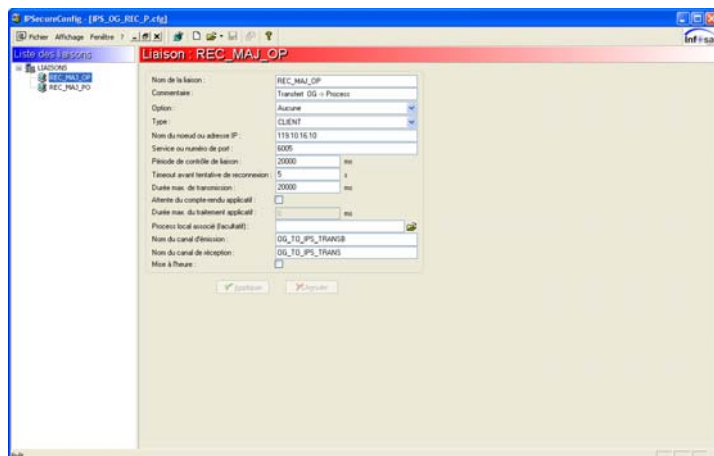 IPSecureConfig - [IPS_OG_REC_P.cfg]
Fichier Affichage Fenêtre ?
Infosa
Liste des liaisons
Liaison : REC_MAJ_OP
LIAISONS
REC_MAJ_OP
REC_MAJ_PO
Nom de la liaison : REC_MAJ_OP
Commentaire : Transfert OG -> Process
Option : Aucune
Type : CLIENT
Nom du noeud ou adresse IP : 119.10.16.10
Service ou numéro de port : 6005
Période de contrôle de liaison : 20000 ms
Timeout avant tentative de reconnexion : 5 s
Durée max. de transmission : 20000 ms
Attente du compte-rendu applicatif :
Durée max. du traitement applicatif : 0 ms
Process local associé (facultatif) :
Nom du canal d'émission : OG_TO_IPS_TRANSB
Nom du canal de réception : OG_TO_IPS_TRANS
Mise à l'heure :
Appliquer Annuler